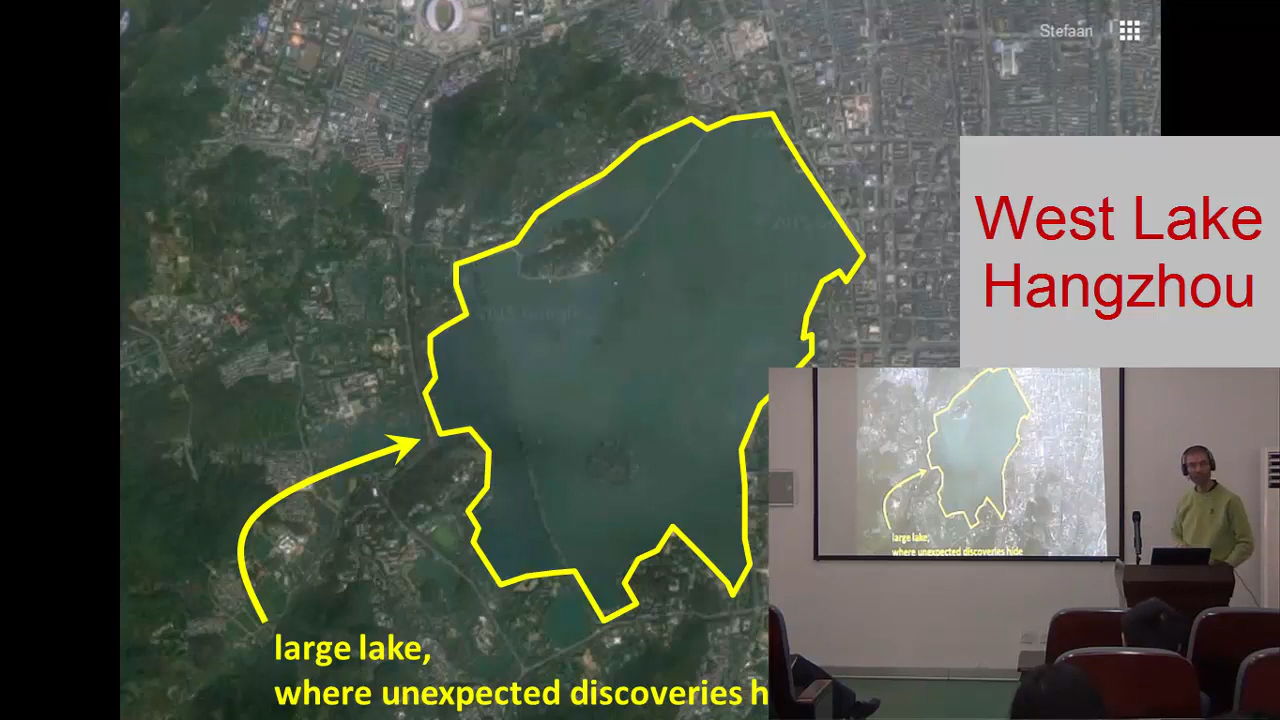 Stefaan
West Lake
Hangzhou
large lake,
where unexpected discoveries h
large lake,
where unexpected discoveries hide